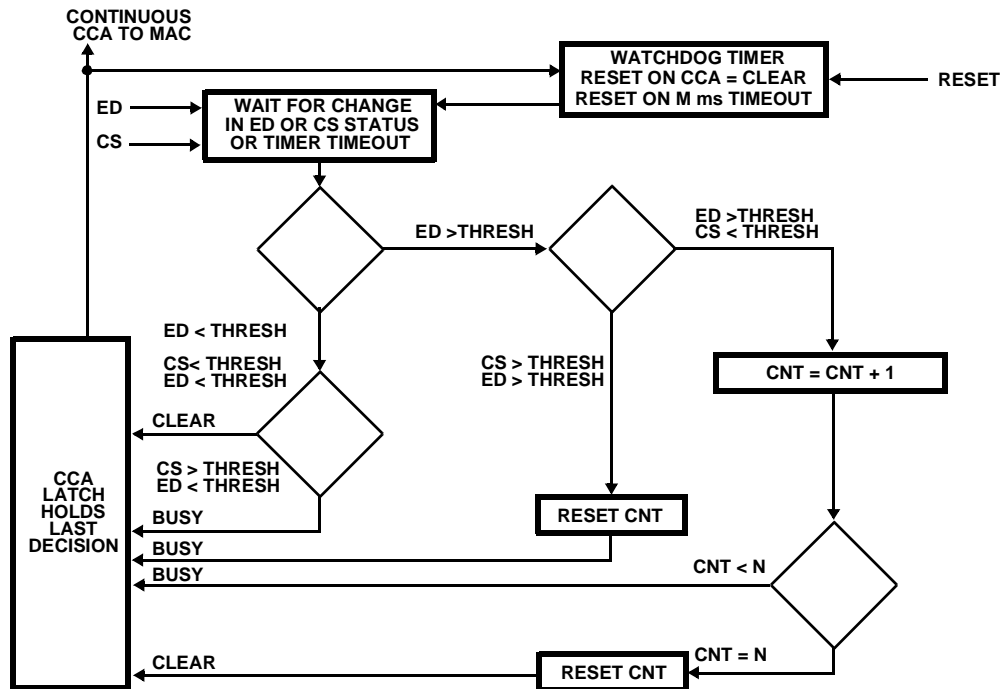 CONTINUOUS
CCA TO MAC
WATCHDOG TIMER
RESET ON CCA = CLEAR
RESET ON M ms TIMEOUT
RESET
ED
CS
WAIT FOR CHANGE
IN ED OR CS STATUS
OR TIMER TIMEOUT
ED >THRESH
ED >THRESH
CS < THRESH
ED < THRESH
CS< THRESH
ED < THRESH
CS > THRESH
ED > THRESH
CNT = CNT + 1
CLEAR
CS > THRESH
ED < THRESH
CCA
LATCH
HOLDS
LAST
DECISION
BUSY
RESET CNT
BUSY
BUSY
CNT < N
CLEAR
RESET CNT
CNT = N